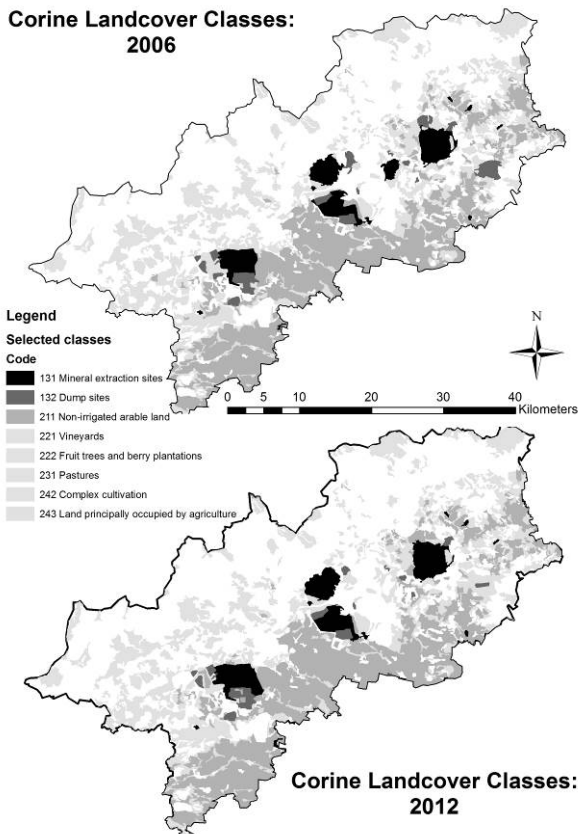 Corine Landcover Classes:
2006
Legend
Selected classes
Code
131 Mineral extraction sites
132 Dump sites
211 Non-irrigated arable land
221 Vineyards
222 Fruit trees and berry plantations
231 Pastures
242 Complex cultivation
243 Land principally occupied by agriculture
N
0 5 10 20 30 40
Kilometers
Corine Landcover Classes:
2012